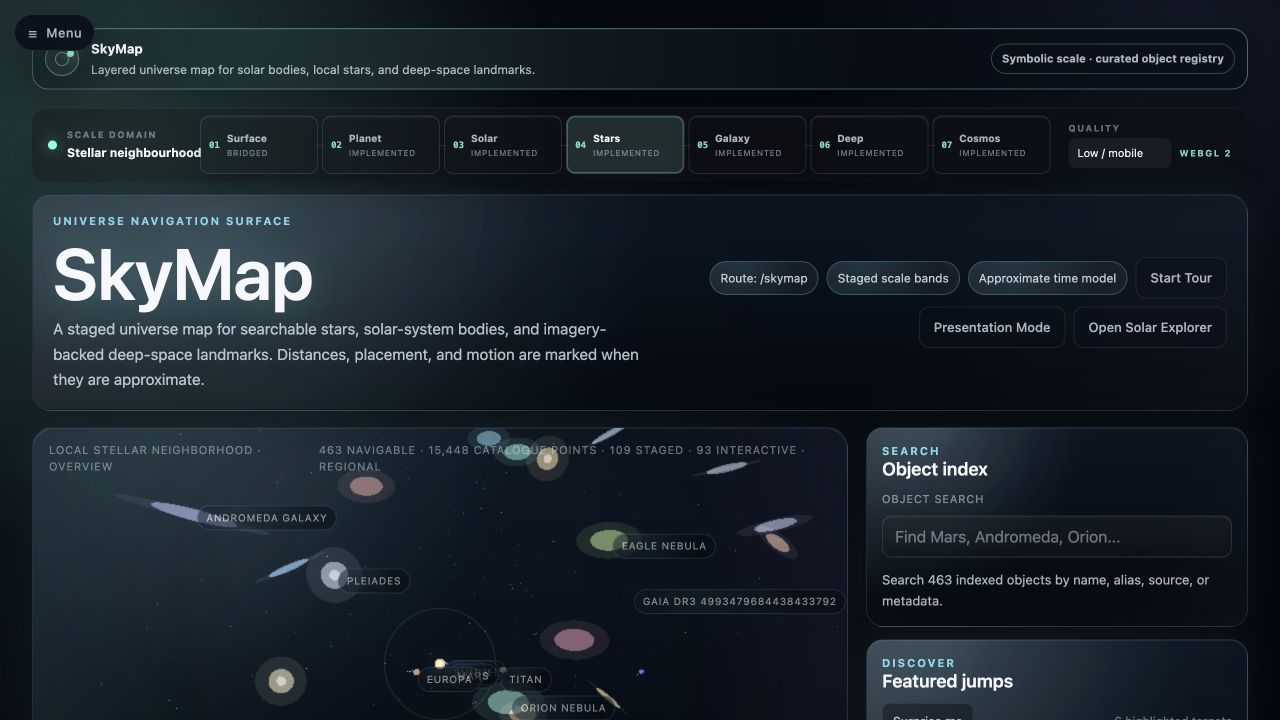 ≡ Menu
SkyMap
Layered universe map for solar bodies, local stars, and deep-space landmarks.
Symbolic scale · curated object registry
SCALE DOMAIN
Stellar neighbourhood
01 Surface
BRIDGED
02 Planet
IMPLEMENTED
03 Solar
IMPLEMENTED
04 Stars
IMPLEMENTED
05 Galaxy
IMPLEMENTED
06 Deep
IMPLEMENTED
07 Cosmos
IMPLEMENTED
QUALITY
Low / mobile
WEBGL 2
UNIVERSE NAVIGATION SURFACE
SkyMap
A staged universe map for searchable stars, solar-system bodies, and imagery-
backed deep-space landmarks. Distances, placement, and motion are marked when
they are approximate.
Route: /skymap
Staged scale bands
Approximate time model
Start Tour
Presentation Mode
Open Solar Explorer
LOCAL STELLAR NEIGHBORHOOD ·
OVERVIEW
463 NAVIGABLE · 15,448 CATALOGUE POINTS · 109 STAGED · 93 INTERACTIVE ·
REGIONAL
ANDROMEDA GALAXY
EAGLE NEBULA
PLEIADES
GAIA DR3 4993479684438433792
EUROPA
TITAN
ORION NEBULA
SEARCH
Object index
OBJECT SEARCH
Find Mars, Andromeda, Orion...
Search 463 indexed objects by name, alias, source, or
metadata.
DISCOVER
Featured jumps
Surprise me
6 highlighted targets